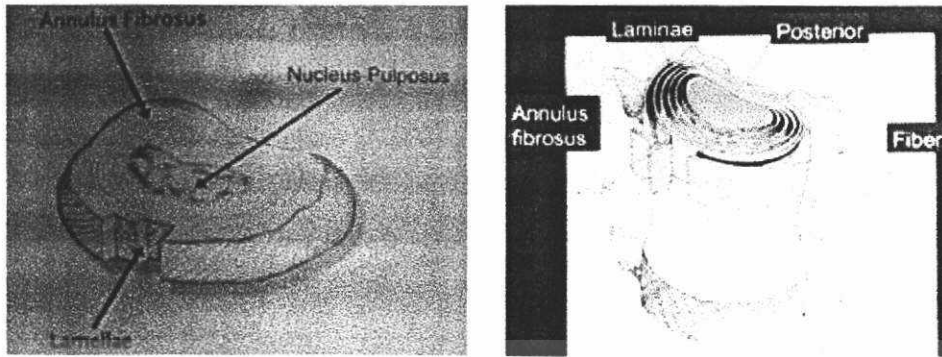 Annulus Fibrosus
Nucleus Pulposus
Lamellae
Laminae
Posterior
Annulus
fibrosus
Fiber